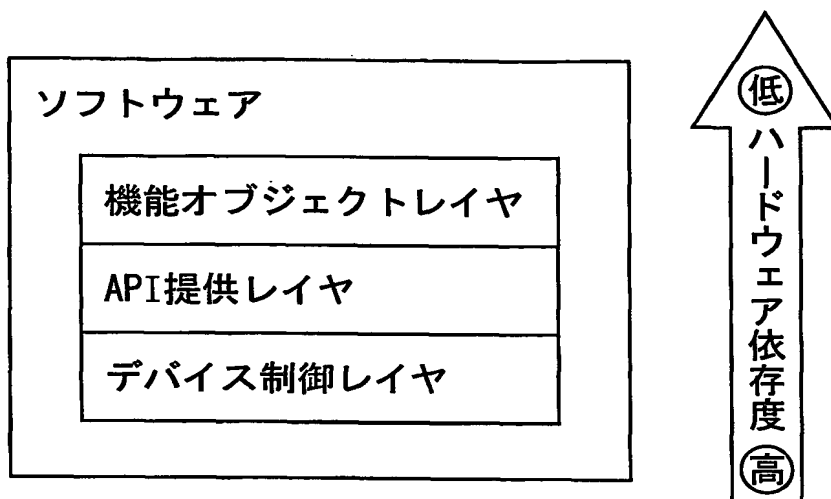 ソフトウェア
機能オブジェクトレイヤ
API提供レイヤ
デバイス制御レイヤ
低
ハードウェア依存度
高